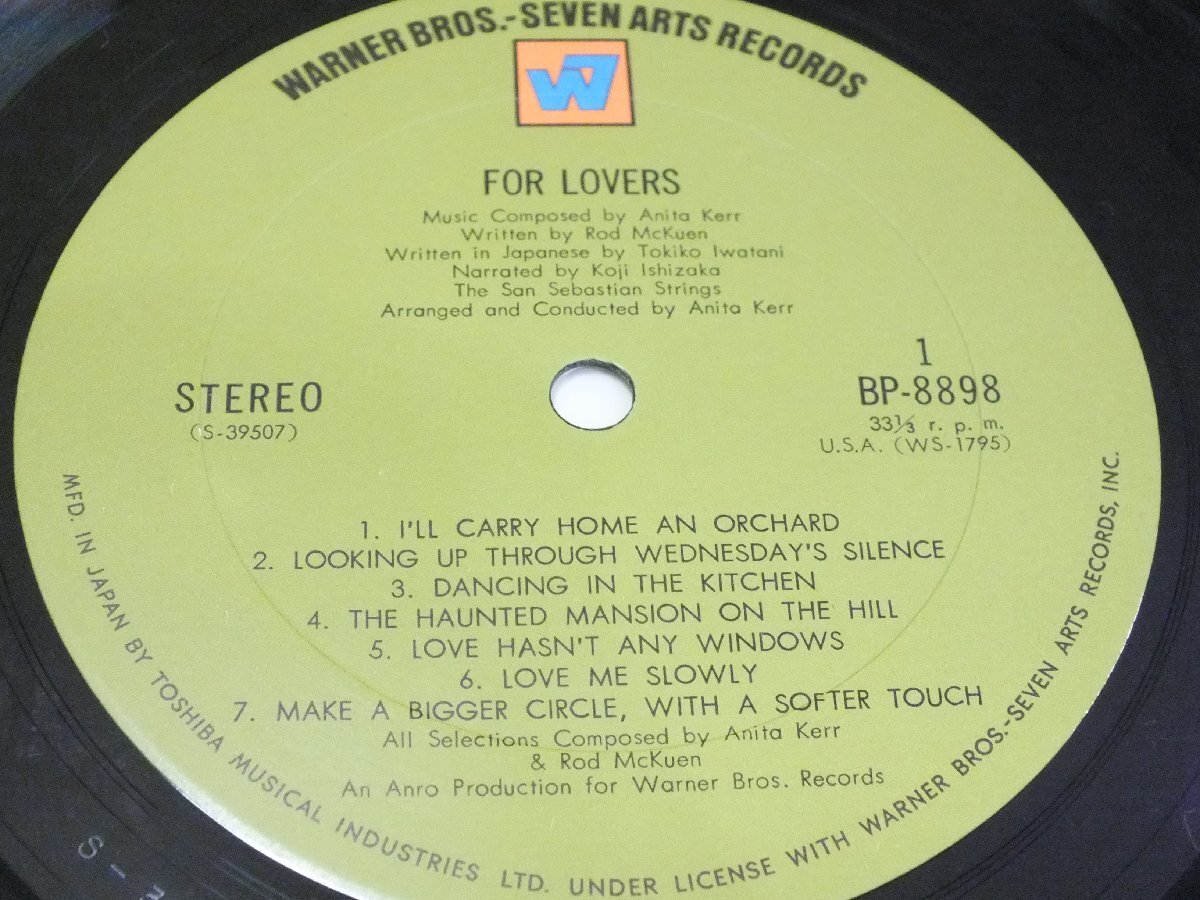 WARNER BROS.-SEVEN ARTS RECORDS
W7
FOR LOVERS
Music Composed by Anita Kerr
Written by Rod McKuen
Written in Japanese by Tokiko Iwatani
Narrated by Koji Ishizaka
The San Sebastian Strings
Arranged and Conducted by Anita Kerr
STEREO
(S-39507)
1
BP-8898
33⅓ r. p. m.
U.S.A. (WS-1795)
1. I'LL CARRY HOME AN ORCHARD
2. LOOKING UP THROUGH WEDNESDAY'S SILENCE
3. DANCING IN THE KITCHEN
4. THE HAUNTED MANSION ON THE HILL
5. LOVE HASN'T ANY WINDOWS
6. LOVE ME SLOWLY
7. MAKE A BIGGER CIRCLE, WITH A SOFTER TOUCH
All Selections Composed by Anita Kerr
& Rod McKuen
An Anro Production for Warner Bros. Records
MFD. IN JAPAN BY TOSHIBA MUSICAL INDUSTRIES LTD. UNDER LICENSE WITH WARNER BROS.-SEVEN ARTS RECORDS, INC.
S -